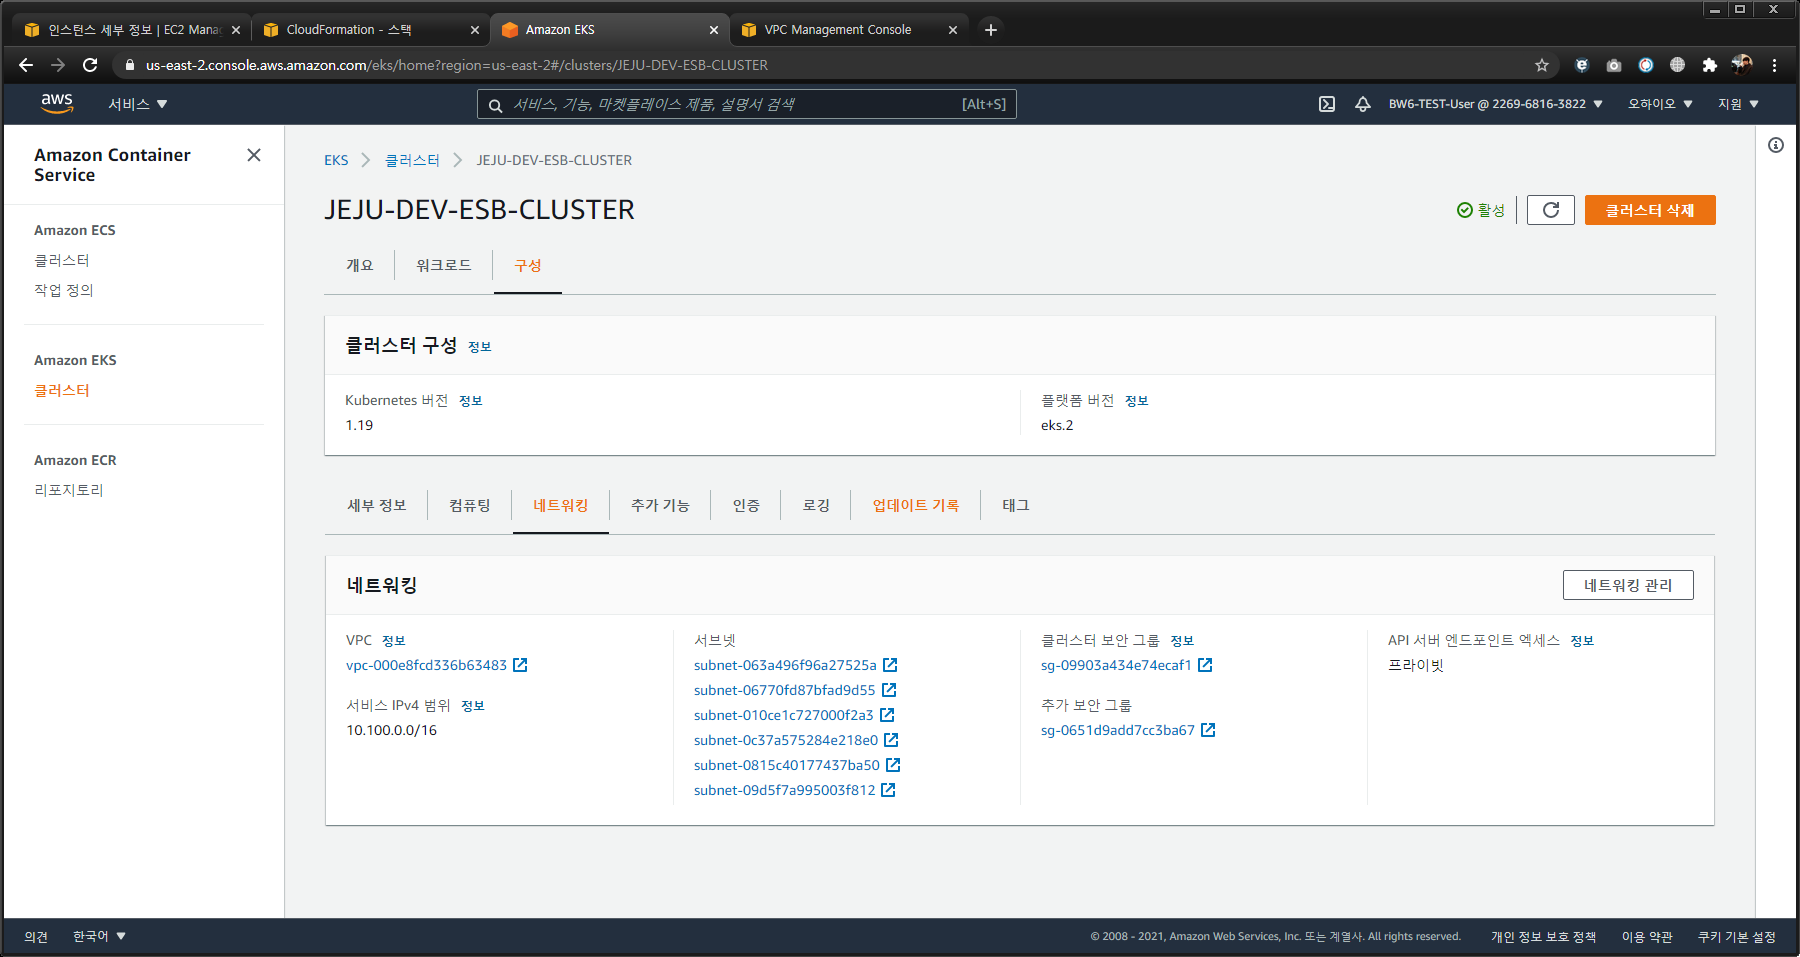 인스턴스 세부 정보 | EC2 Mana
CloudFormation - 스택
Amazon EKS
VPC Management Console
us-east-2.console.aws.amazon.com/eks/home?region=us-east-2#/clusters/JEJU-DEV-ESB-CLUSTER
aws
서비스
서비스, 기능, 마켓플레이스 제품, 설명서 검색
[Alt+S]
BW6-TEST-User @ 2269-6816-3822
오하이오
지원
Amazon Container
Service
Amazon ECS
클러스터
작업 정의
Amazon EKS
클러스터
Amazon ECR
리포지토리
EKS
클러스터
JEJU-DEV-ESB-CLUSTER
JEJU-DEV-ESB-CLUSTER
활성
클러스터 삭제
개요
워크로드
구성
클러스터 구성 정보
Kubernetes 버전 정보
1.19
플랫폼 버전 정보
eks.2
세부 정보
컴퓨팅
네트워킹
추가 기능
인증
로깅
업데이트 기록
태그
네트워킹
네트워킹 관리
VPC 정보
vpc-000e8fcd336b63483
서비스 IPv4 범위 정보
10.100.0.0/16
서브넷
subnet-063a496f96a27525a
subnet-06770fd87bfad9d55
subnet-010ce1c727000f2a3
subnet-0c37a575284e218e0
subnet-0815c40177437ba50
subnet-09d5f7a995003f812
클러스터 보안 그룹 정보
sg-09903a434e74ecaf1
추가 보안 그룹
sg-0651d9add7cc3ba67
API 서버 엔드포인트 엑세스 정보
프라이빗
의견
한국어
© 2008 - 2021, Amazon Web Services, Inc. 또는 계열사. All rights reserved.
개인 정보 보호 정책
이용 약관
쿠키 기본 설정